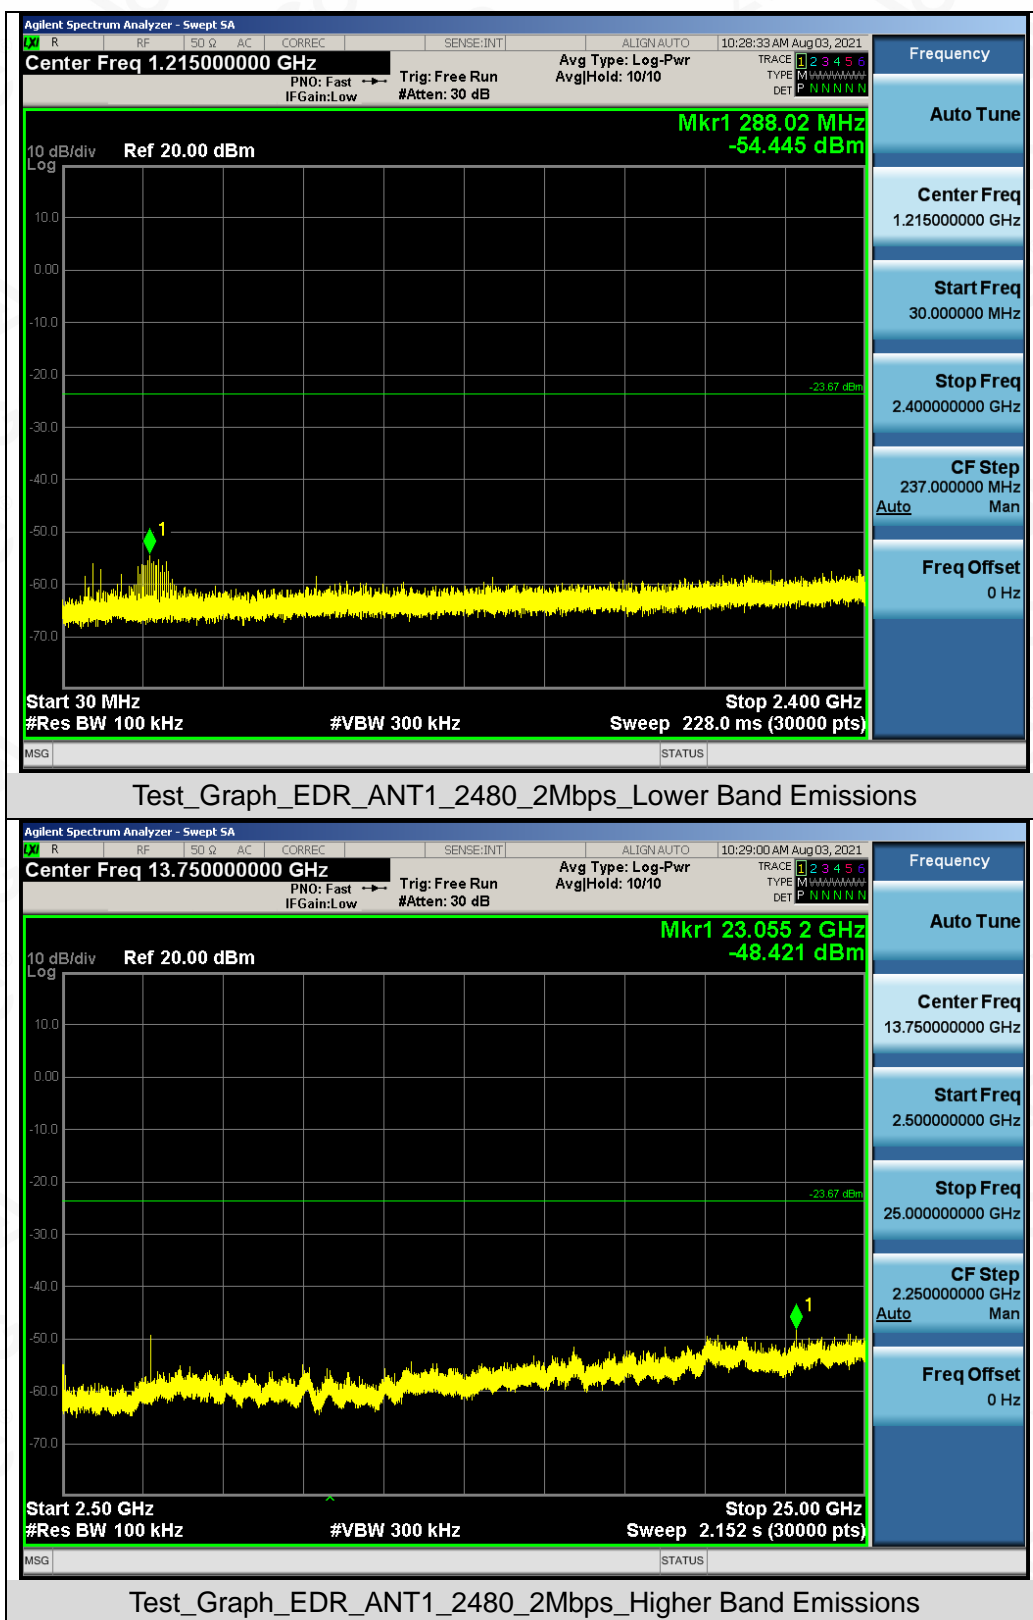 Agilent Spectrum Analyzer - Swept SA
LXI R RF 50 Ω AC CORREC SENSE:INT ALIGN AUTO 10:28:33 AM Aug 03, 2021
Center Freq 1.215000000 GHz
PNO: Fast
IFGain:Low
Trig: Free Run
#Atten: 30 dB
Avg Type: Log-Pwr
Avg|Hold: 10/10
TRACE 1 2 3 4 5 6
TYPE M WWWWW
DET P N N N N N
Mkr1 288.02 MHz
-54.445 dBm
10 dB/div Ref 20.00 dBm
Log
10.0
0.00
-10.0
-20.0
-23.67 dBm
-30.0
-40.0
-50.0
1
-60.0
-70.0
Start 30 MHz Stop 2.400 GHz
#Res BW 100 kHz #VBW 300 kHz Sweep 228.0 ms (30000 pts)
MSG STATUS
Frequency
Auto Tune
Center Freq
1.215000000 GHz
Start Freq
30.000000 MHz
Stop Freq
2.400000000 GHz
CF Step
237.000000 MHz
Auto Man
Freq Offset
0 Hz
Test_Graph_EDR_ANT1_2480_2Mbps_Lower Band Emissions
Agilent Spectrum Analyzer - Swept SA
LXI R RF 50 Ω AC CORREC SENSE:INT ALIGN AUTO 10:29:00 AM Aug 03, 2021
Center Freq 13.750000000 GHz
PNO: Fast
IFGain:Low
Trig: Free Run
#Atten: 30 dB
Avg Type: Log-Pwr
Avg|Hold: 10/10
TRACE 1 2 3 4 5 6
TYPE M WWWWW
DET P N N N N N
Mkr1 23.055 2 GHz
-48.421 dBm
10 dB/div Ref 20.00 dBm
Log
10.0
0.00
-10.0
-20.0
-23.67 dBm
-30.0
-40.0
1
-50.0
-60.0
-70.0
Start 2.50 GHz Stop 25.00 GHz
#Res BW 100 kHz #VBW 300 kHz Sweep 2.152 s (30000 pts)
MSG STATUS
Frequency
Auto Tune
Center Freq
13.750000000 GHz
Start Freq
2.500000000 GHz
Stop Freq
25.000000000 GHz
CF Step
2.250000000 GHz
Auto Man
Freq Offset
0 Hz
Test_Graph_EDR_ANT1_2480_2Mbps_Higher Band Emissions